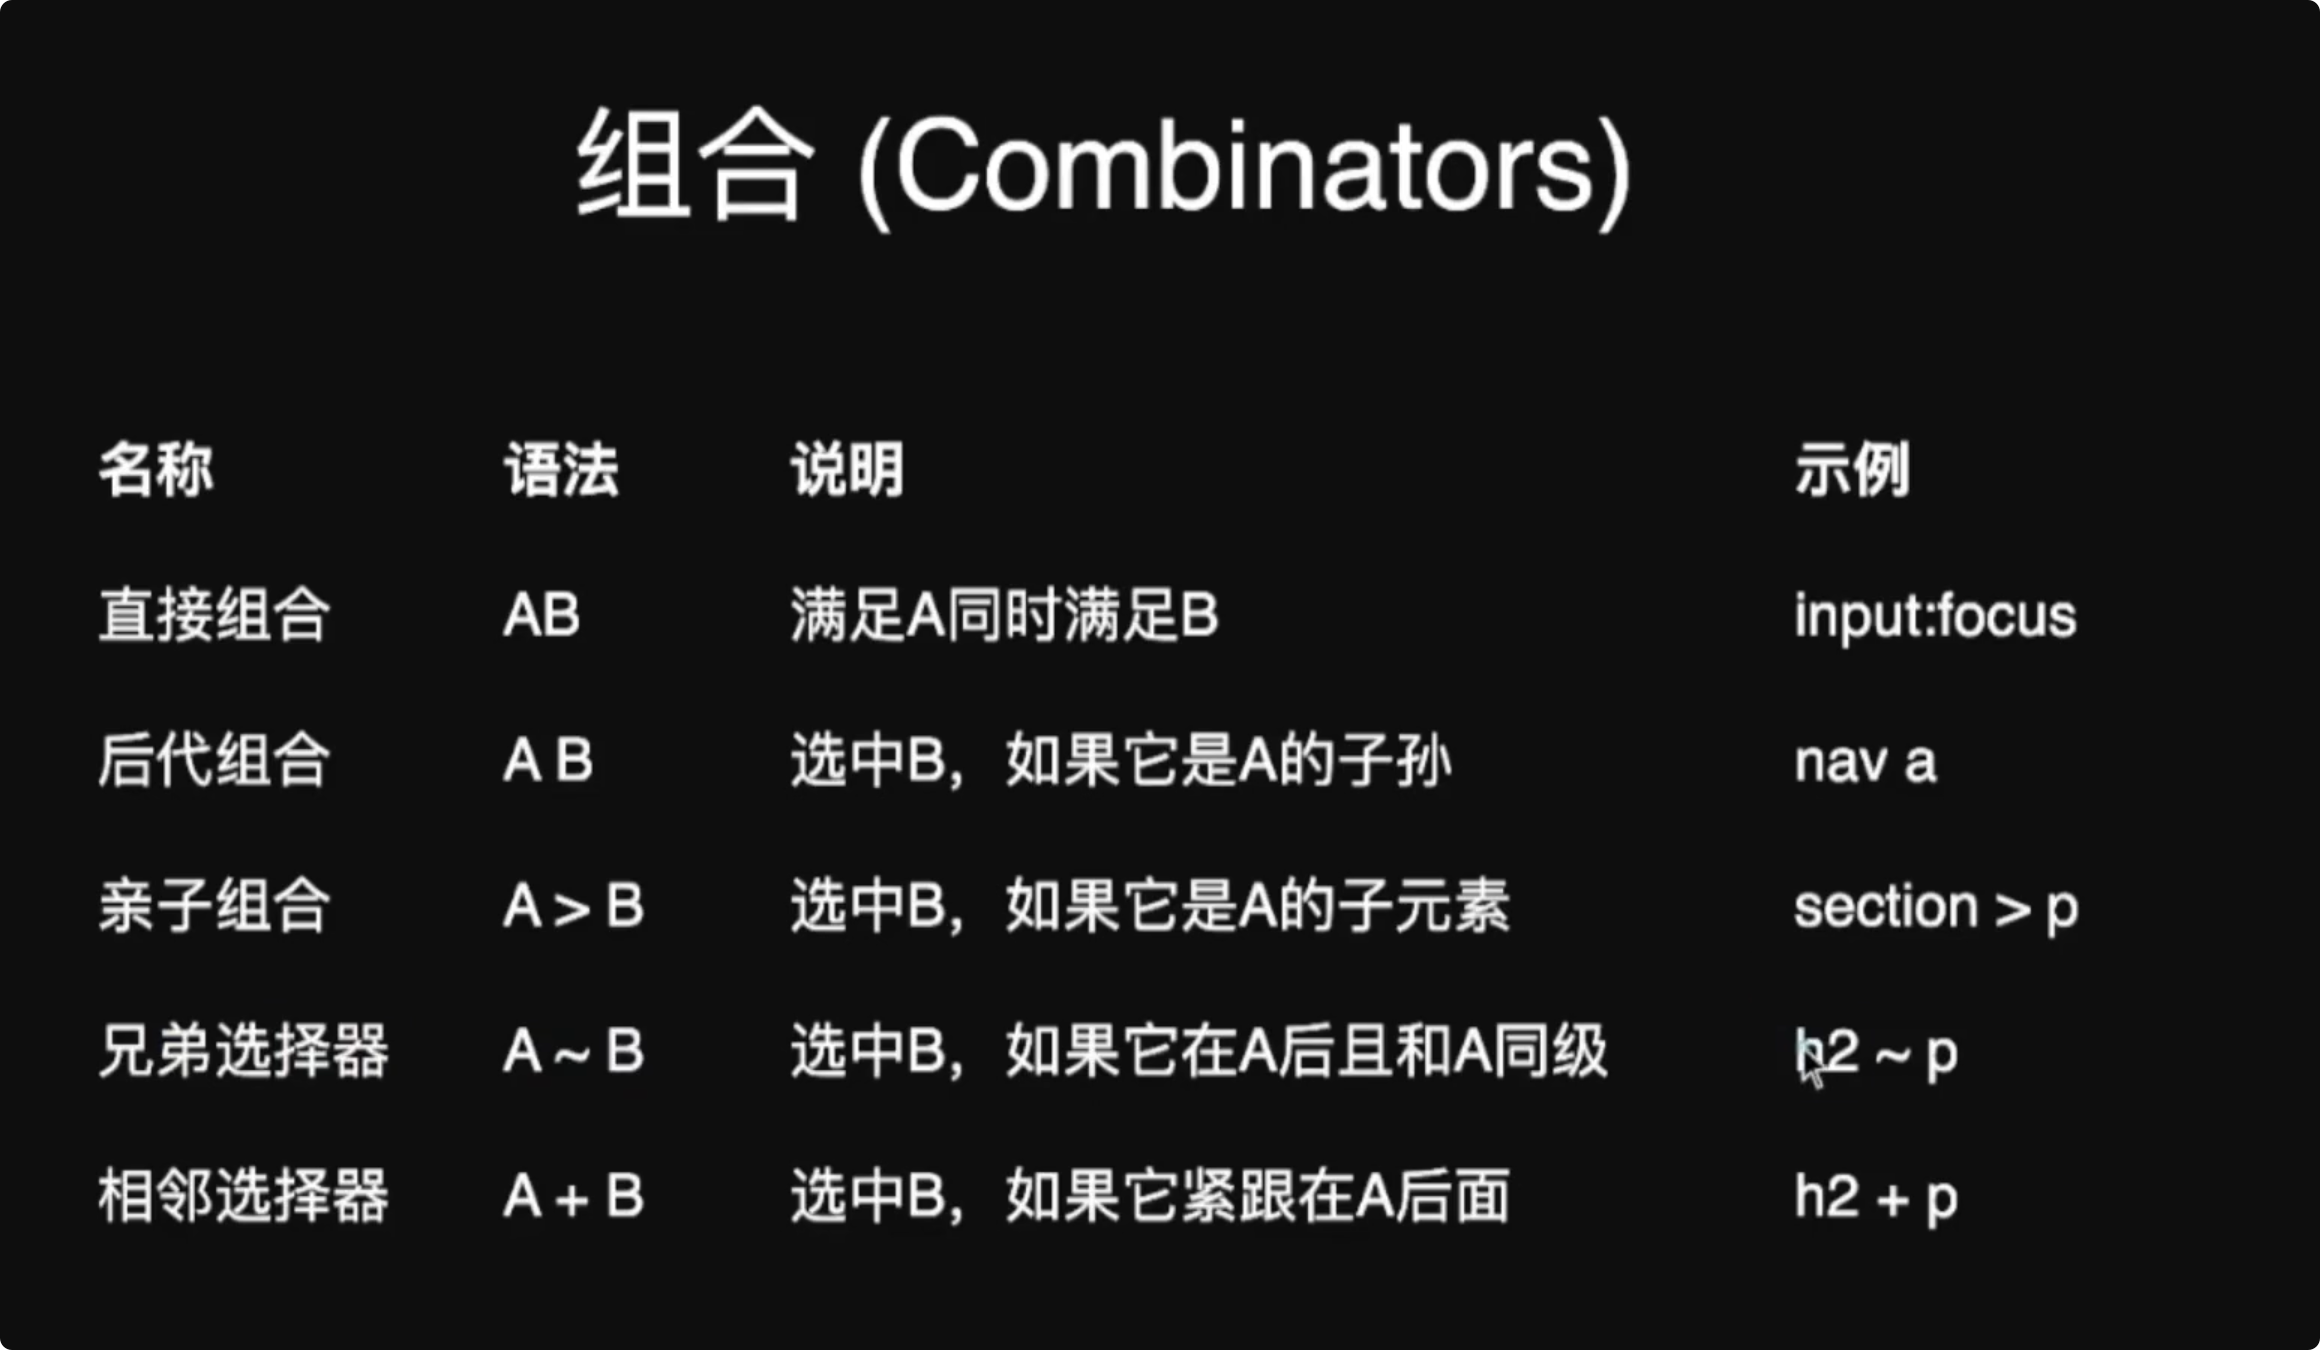 组合 (Combinators)
名称 语法 说明 示例
直接组合 AB 满足A同时满足B input:focus
后代组合 A B 选中B，如果它是A的子孙 nav a
亲子组合 A > B 选中B，如果它是A的子元素 section > p
兄弟选择器 A ~ B 选中B，如果它在A后且和A同级 h2 ~ p
相邻选择器 A + B 选中B，如果它紧跟在A后面 h2 + p